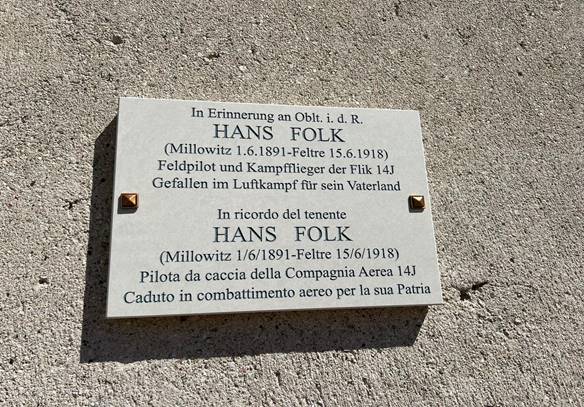 In Erinnerung an Oblt. i. d. R.
HANS FOLK
(Millowitz 1.6.1891-Feltre 15.6.1918)
Feldpilot und Kampfflieger der Flik 14J
Gefallen im Luftkampf für sein Vaterland
In ricordo del tenente
HANS FOLK
(Millowitz 1/6/1891-Feltre 15/6/1918)
Pilota da caccia della Compagnia Aerea 14J
Caduto in combattimento aereo per la sua Patria